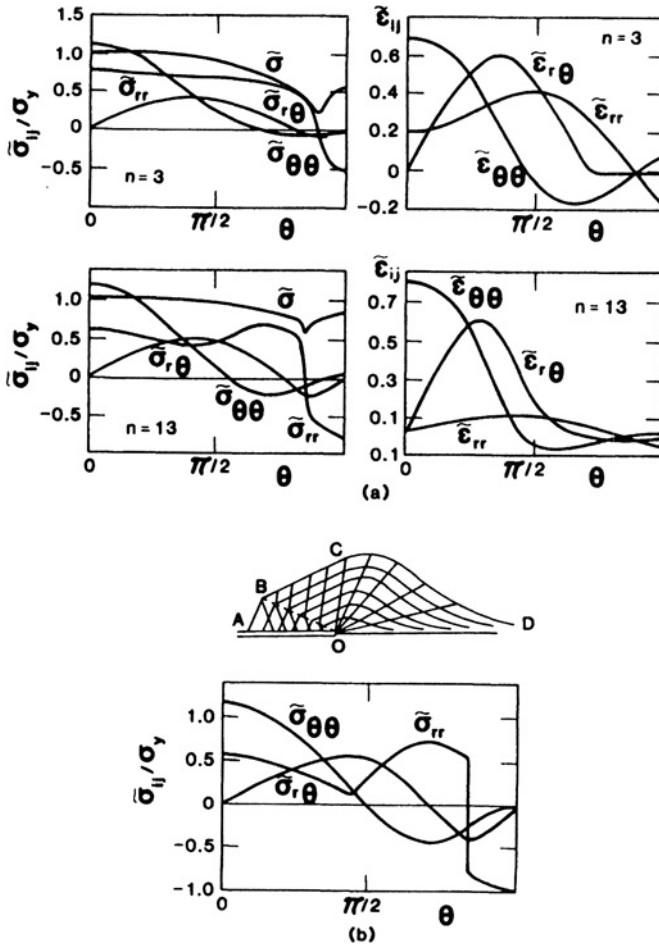 n=3
1.0
0.5
0
-0.5
σ̃
σ̃rr
σ̃rθ
σ̃θθ
σ̃ij/σy
n=3
0
π/2
θ
ε̃ij
0.6
0.4
0.2
0
-0.2
ε̃rθ
ε̃rr
ε̃θθ
0
π/2
θ
σ̃ij/σy
1.0
0.5
0
-0.5
σ̃
σ̃rθ
σ̃θθ
σ̃rr
n=13
0
π/2
θ
ε̃ij
0.7
0.5
0.3
0.1
0.1
n=13
ε̃θθ
ε̃rθ
ε̃rr
0
π/2
θ
(a)
C
B
A
D
O
σ̃ij/σy
1.0
0.5
0
-0.5
-1.0
σ̃θθ
σ̃rr
σ̃rθ
0
π/2
θ
(b)